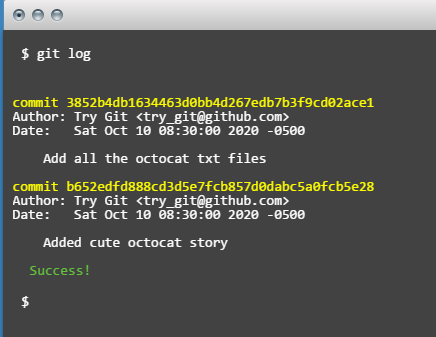 $ git log
commit 3852b4db1634463d0bb4d267edb7b3f9cd02ace1
Author: Try Git <try_git@github.com>
Date:   Sat Oct 10 08:30:00 2020 -0500
Add all the octocat txt files
commit b652edfd888cd3d5e7fcb857d0dabc5a0fcb5e28
Author: Try Git <try_git@github.com>
Date:   Sat Oct 10 08:30:00 2020 -0500
Added cute octocat story
Success!
$